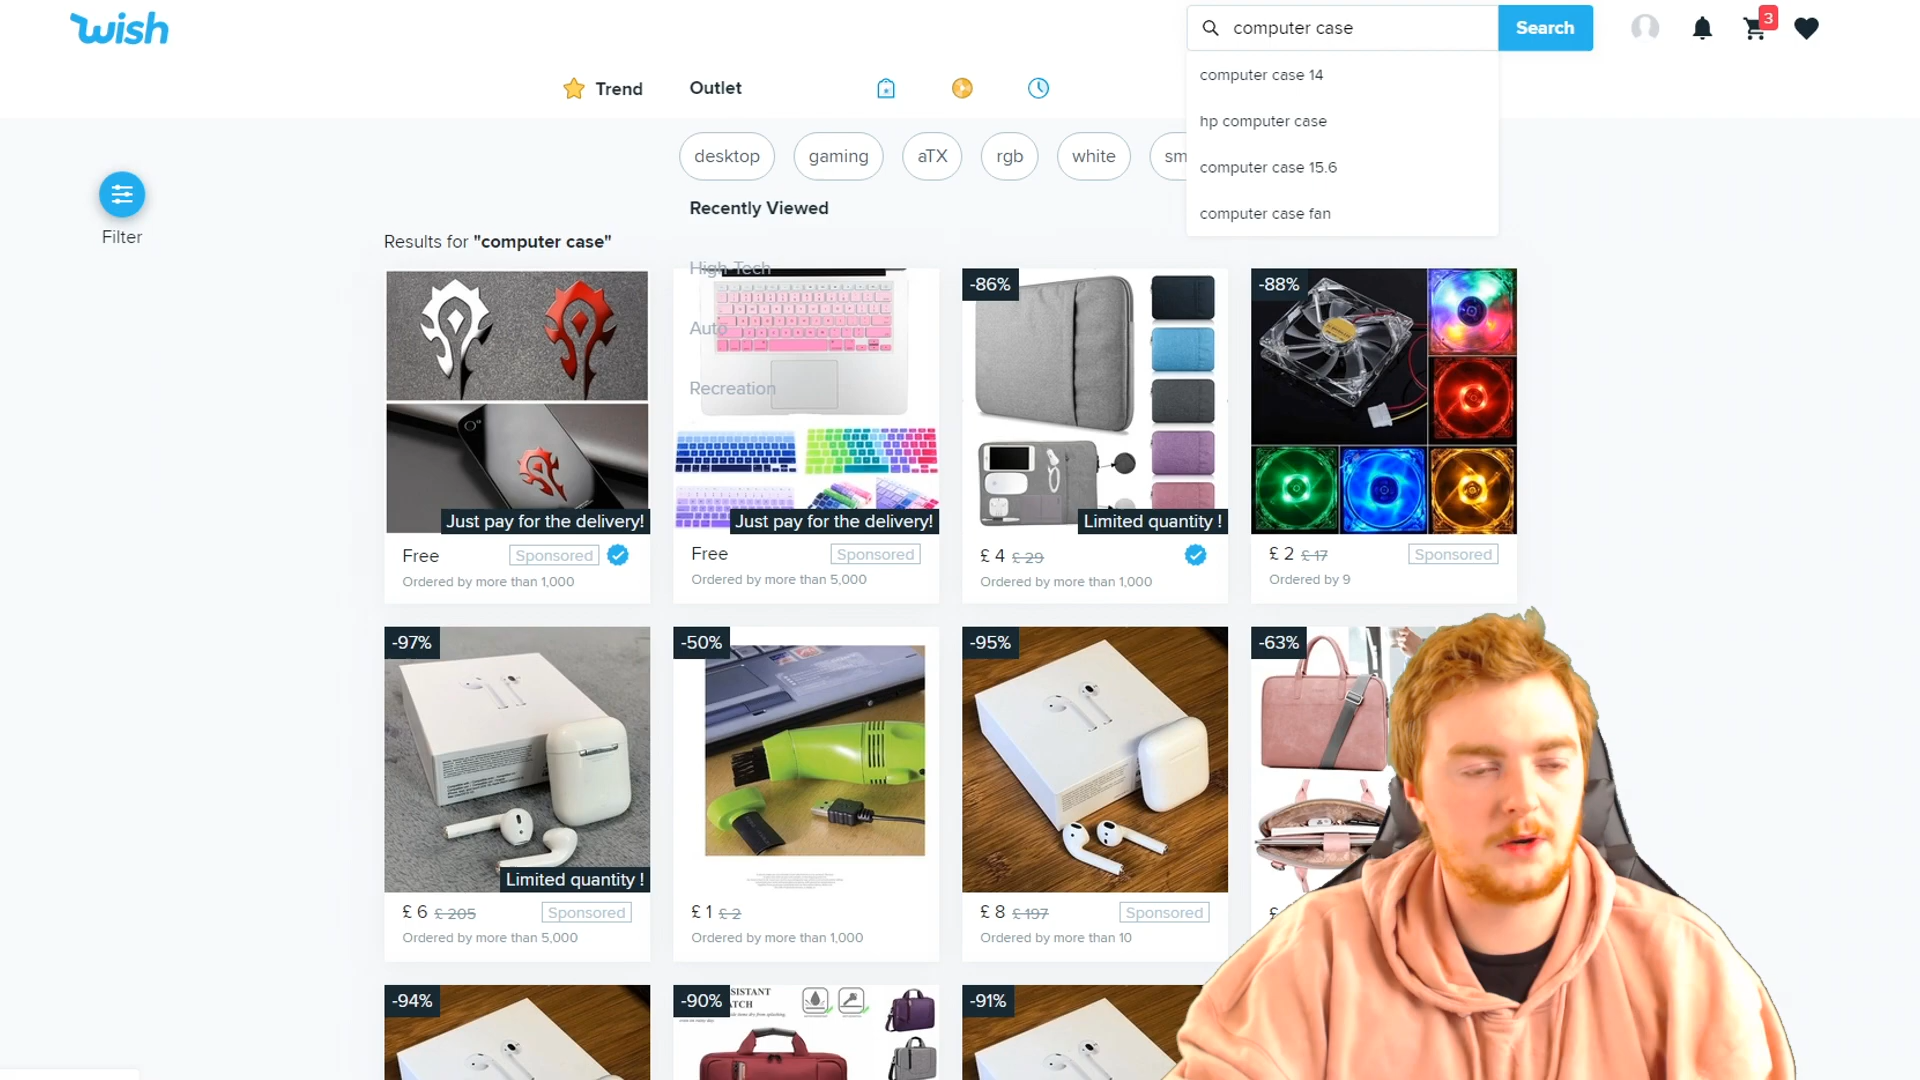 wish
computer case
Search
3
Trend
Outlet
computer case 14
hp computer case
computer case 15.6
computer case fan
desktop
gaming
aTX
rgb
white
sm
Filter
Recently Viewed
Results for "computer case"
High-Tech
Auto
Recreation
-86%
-88%
Just pay for the delivery!
Just pay for the delivery!
Limited quantity !
Free
Sponsored
Ordered by more than 1,000
Free
Sponsored
Ordered by more than 5,000
£ 4 £ 29
Ordered by more than 1,000
£ 2 £ 17
Sponsored
Ordered by 9
-97%
-50%
-95%
-63%
Limited quantity !
£ 6 £ 205
Sponsored
Ordered by more than 5,000
£ 1 £ 2
Ordered by more than 1,000
£ 8 £ 197
Sponsored
Ordered by more than 10
£
-94%
-90%
-91%